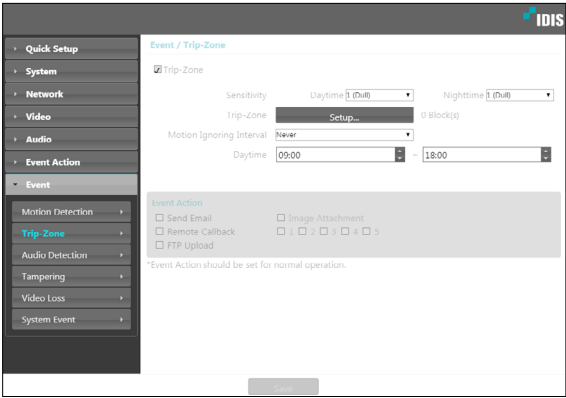 IDIS
Quick Setup
System
Network
Video
Audio
Event Action
Event
Motion Detection
Trip-Zone
Audio Detection
Tampering
Video Loss
System Event
Event / Trip-Zone
Trip-Zone
Sensitivity Daytime 1 (Dull) Nighttime 1 (Dull)
Trip-Zone Setup... 0 Block(s)
Motion Ignoring Interval Never
Daytime 09:00 ~ 18:00
Event Action
Send Email Image Attachment
Remote Callback 1 2 3 4 5
FTP Upload
*Event Action should be set for normal operation.
Save